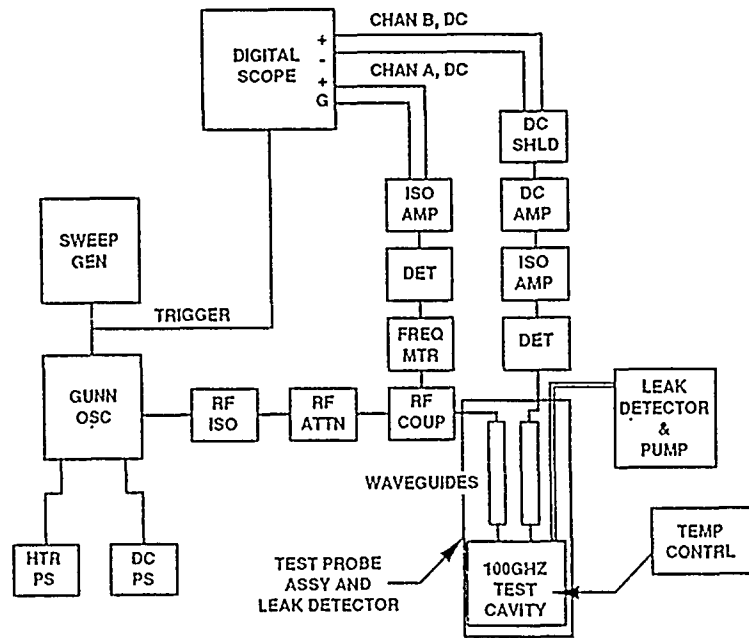 CHAN B, DC
DIGITAL
SCOPE
+
-
+
G
CHAN A, DC
DC
SHLD
ISO
AMP
DC
AMP
SWEEP
GEN
DET
ISO
AMP
TRIGGER
FREQ
MTR
DET
GUNN
OSC
RF
ISO
RF
ATTN
RF
COUP
LEAK
DETECTOR
&
PUMP
WAVEGUIDES
HTR
PS
DC
PS
TEST PROBE
ASSY AND
LEAK DETECTOR
100GHZ
TEST
CAVITY
TEMP
CONTRL